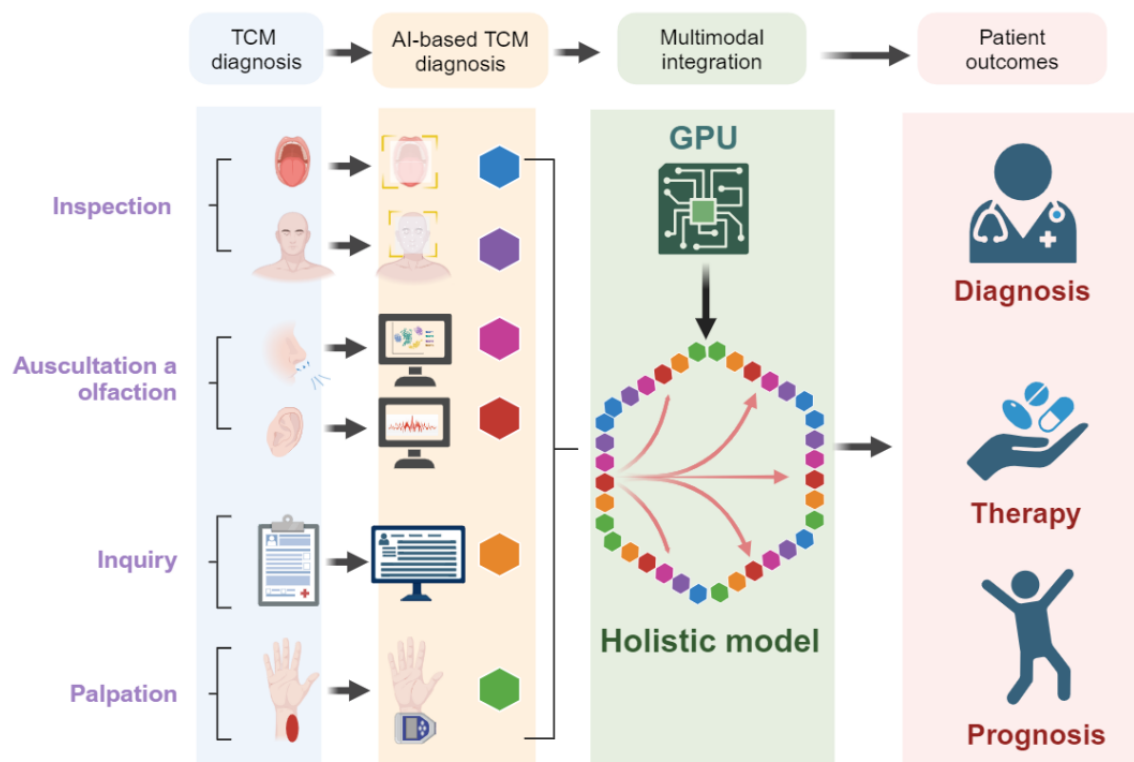 TCM
diagnosis
AI-based TCM
diagnosis
Multimodal
integration
Patient
outcomes
Inspection
Auscultation a
olfaction
Inquiry
Palpation
GPU
Holistic model
Diagnosis
Therapy
Prognosis